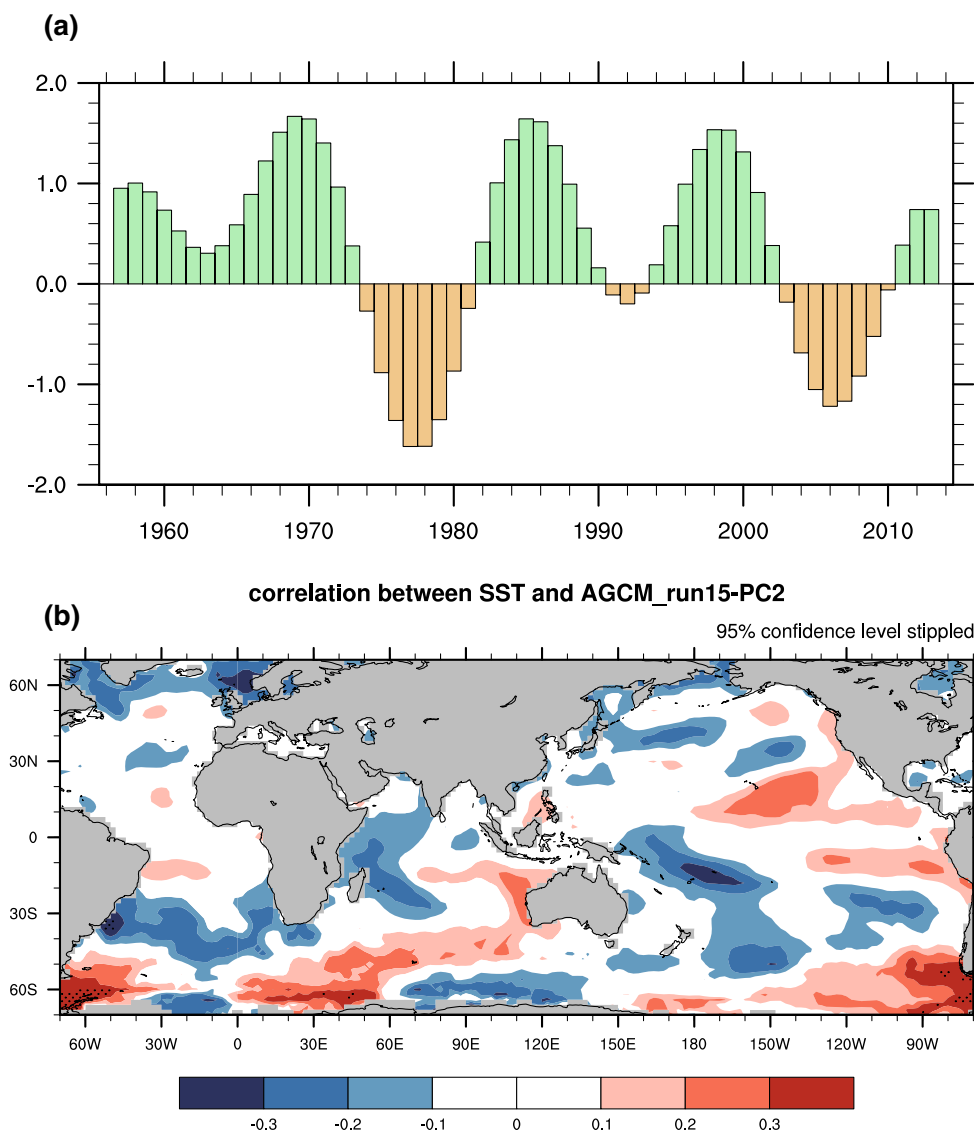 (a)
2.0
1.0
0.0
-1.0
-2.0
1960 1970 1980 1990 2000 2010
correlation between SST and AGCM_run15-PC2
(b)
95% confidence level stippled
60N
30N
0
30S
60S
60W 30W 0 30E 60E 90E 120E 150E 180 150W 120W 90W
-0.3 -0.2 -0.1 0 0.1 0.2 0.3